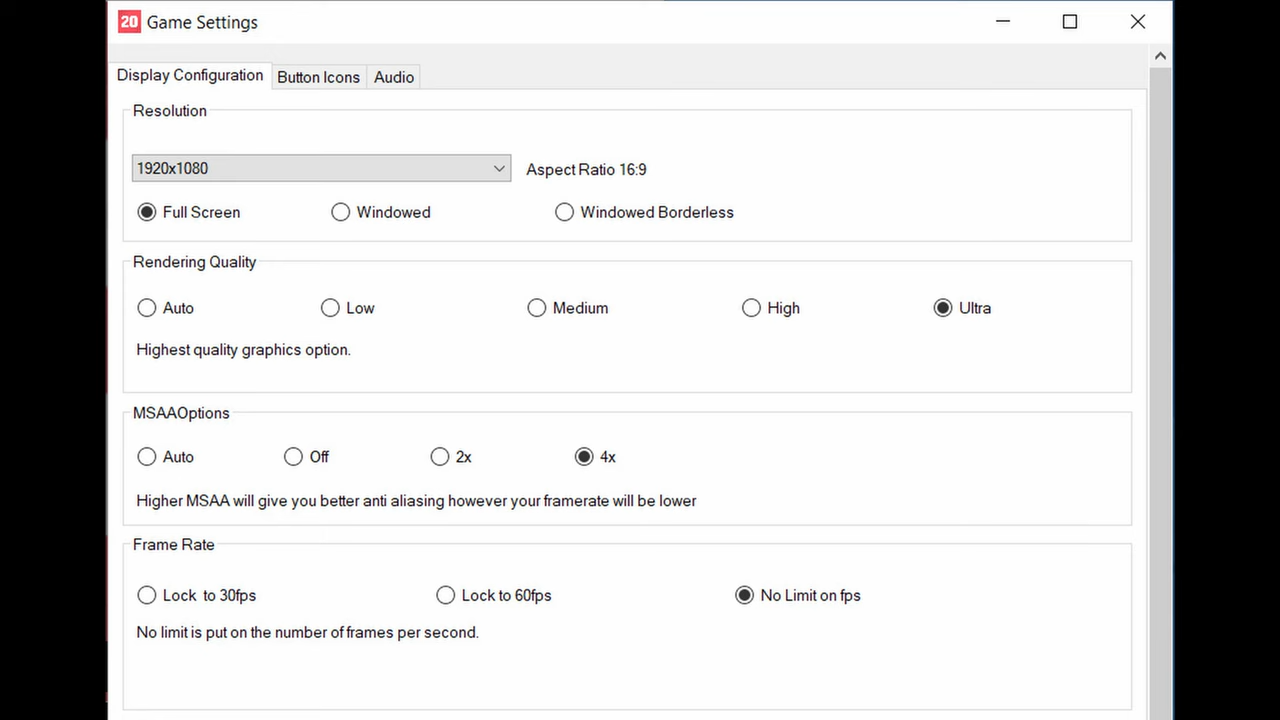 20 Game Settings
Display Configuration Button Icons Audio
Resolution
1920x1080 Aspect Ratio 16:9
Full Screen Windowed Windowed Borderless
Rendering Quality
Auto Low Medium High Ultra
Highest quality graphics option.
MSAAOptions
Auto Off 2x 4x
Higher MSAA will give you better anti aliasing however your framerate will be lower
Frame Rate
Lock to 30fps Lock to 60fps No Limit on fps
No limit is put on the number of frames per second.